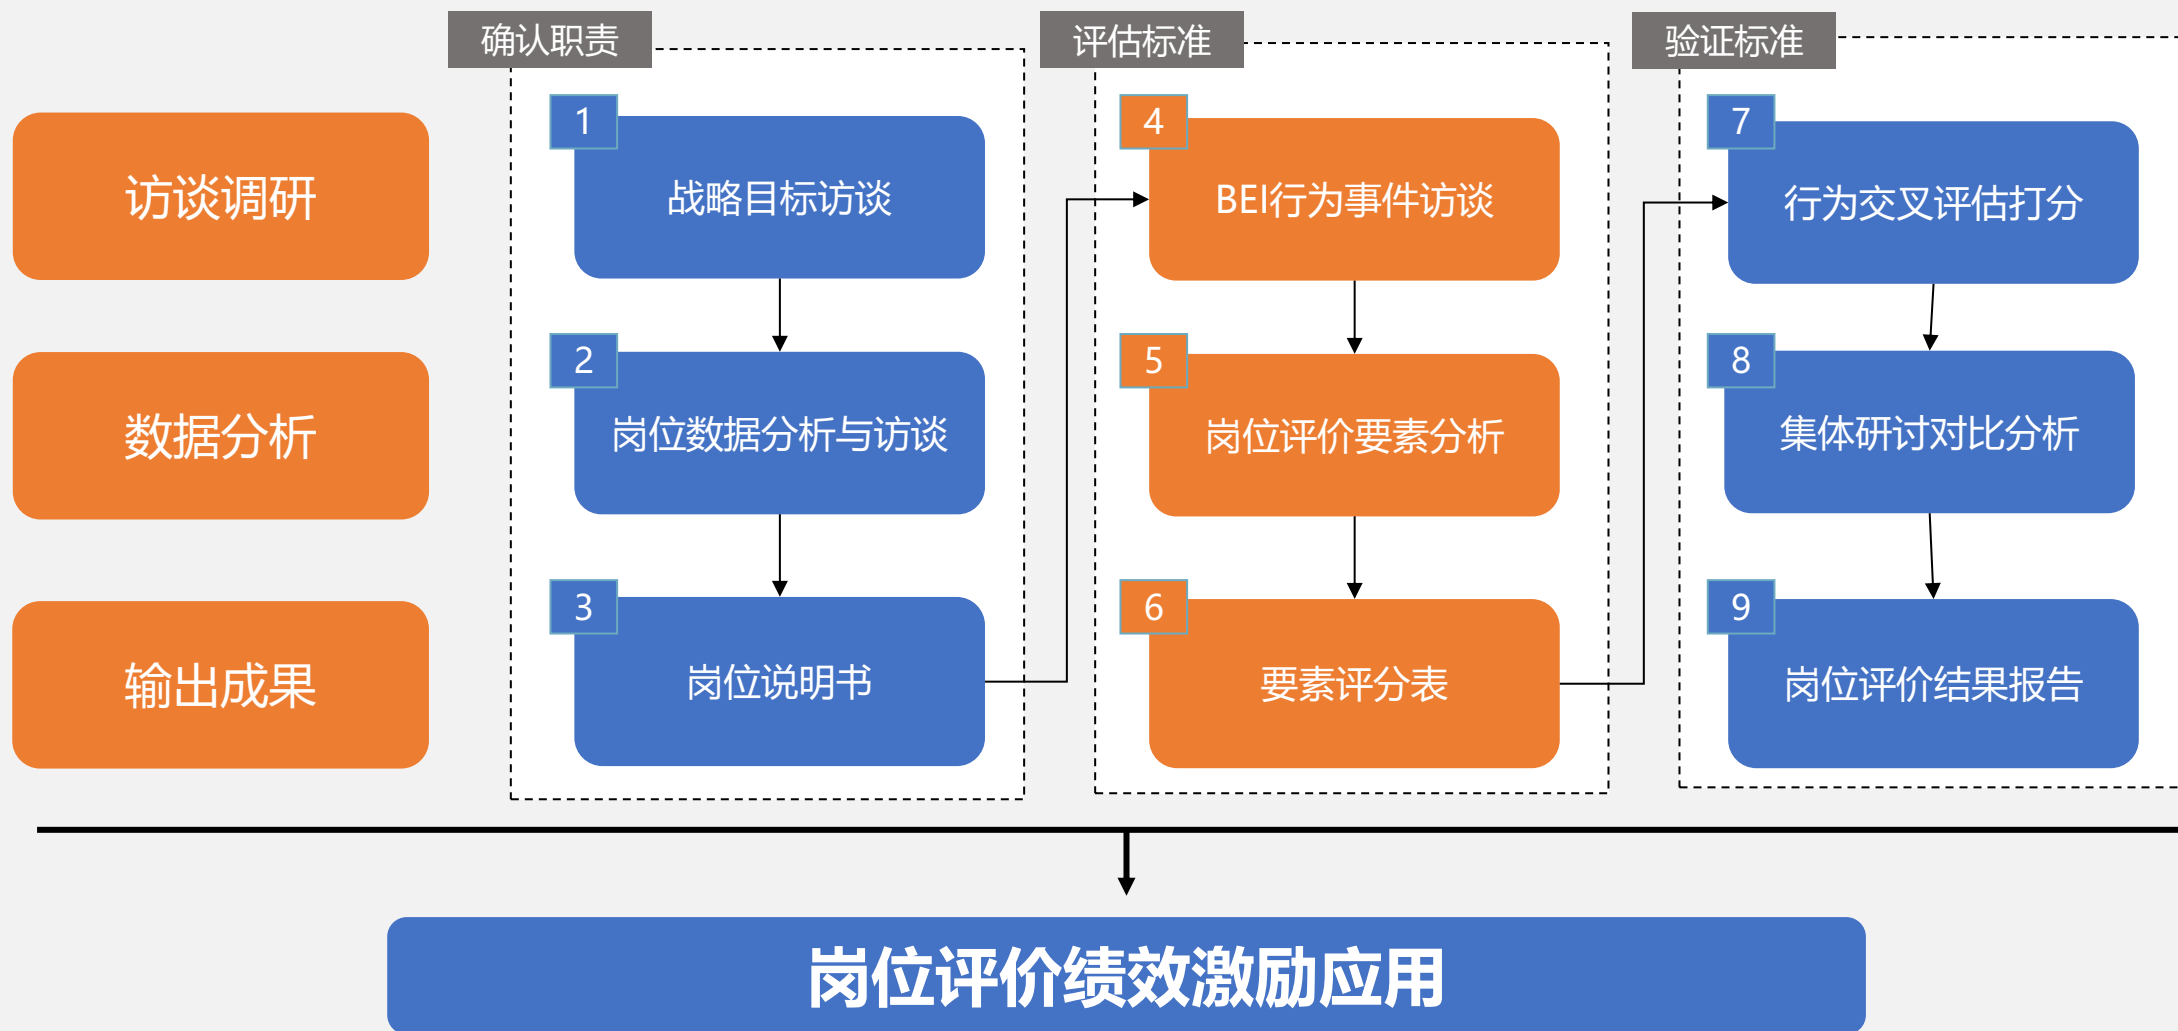 确认职责
评估标准
验证标准
访谈调研
1
战略目标访谈
4
BEI行为事件访谈
7
行为交叉评估打分
数据分析
2
岗位数据分析与访谈
5
岗位评价要素分析
8
集体研讨对比分析
输出成果
3
岗位说明书
6
要素评分表
9
岗位评价结果报告
岗位评价绩效激励应用